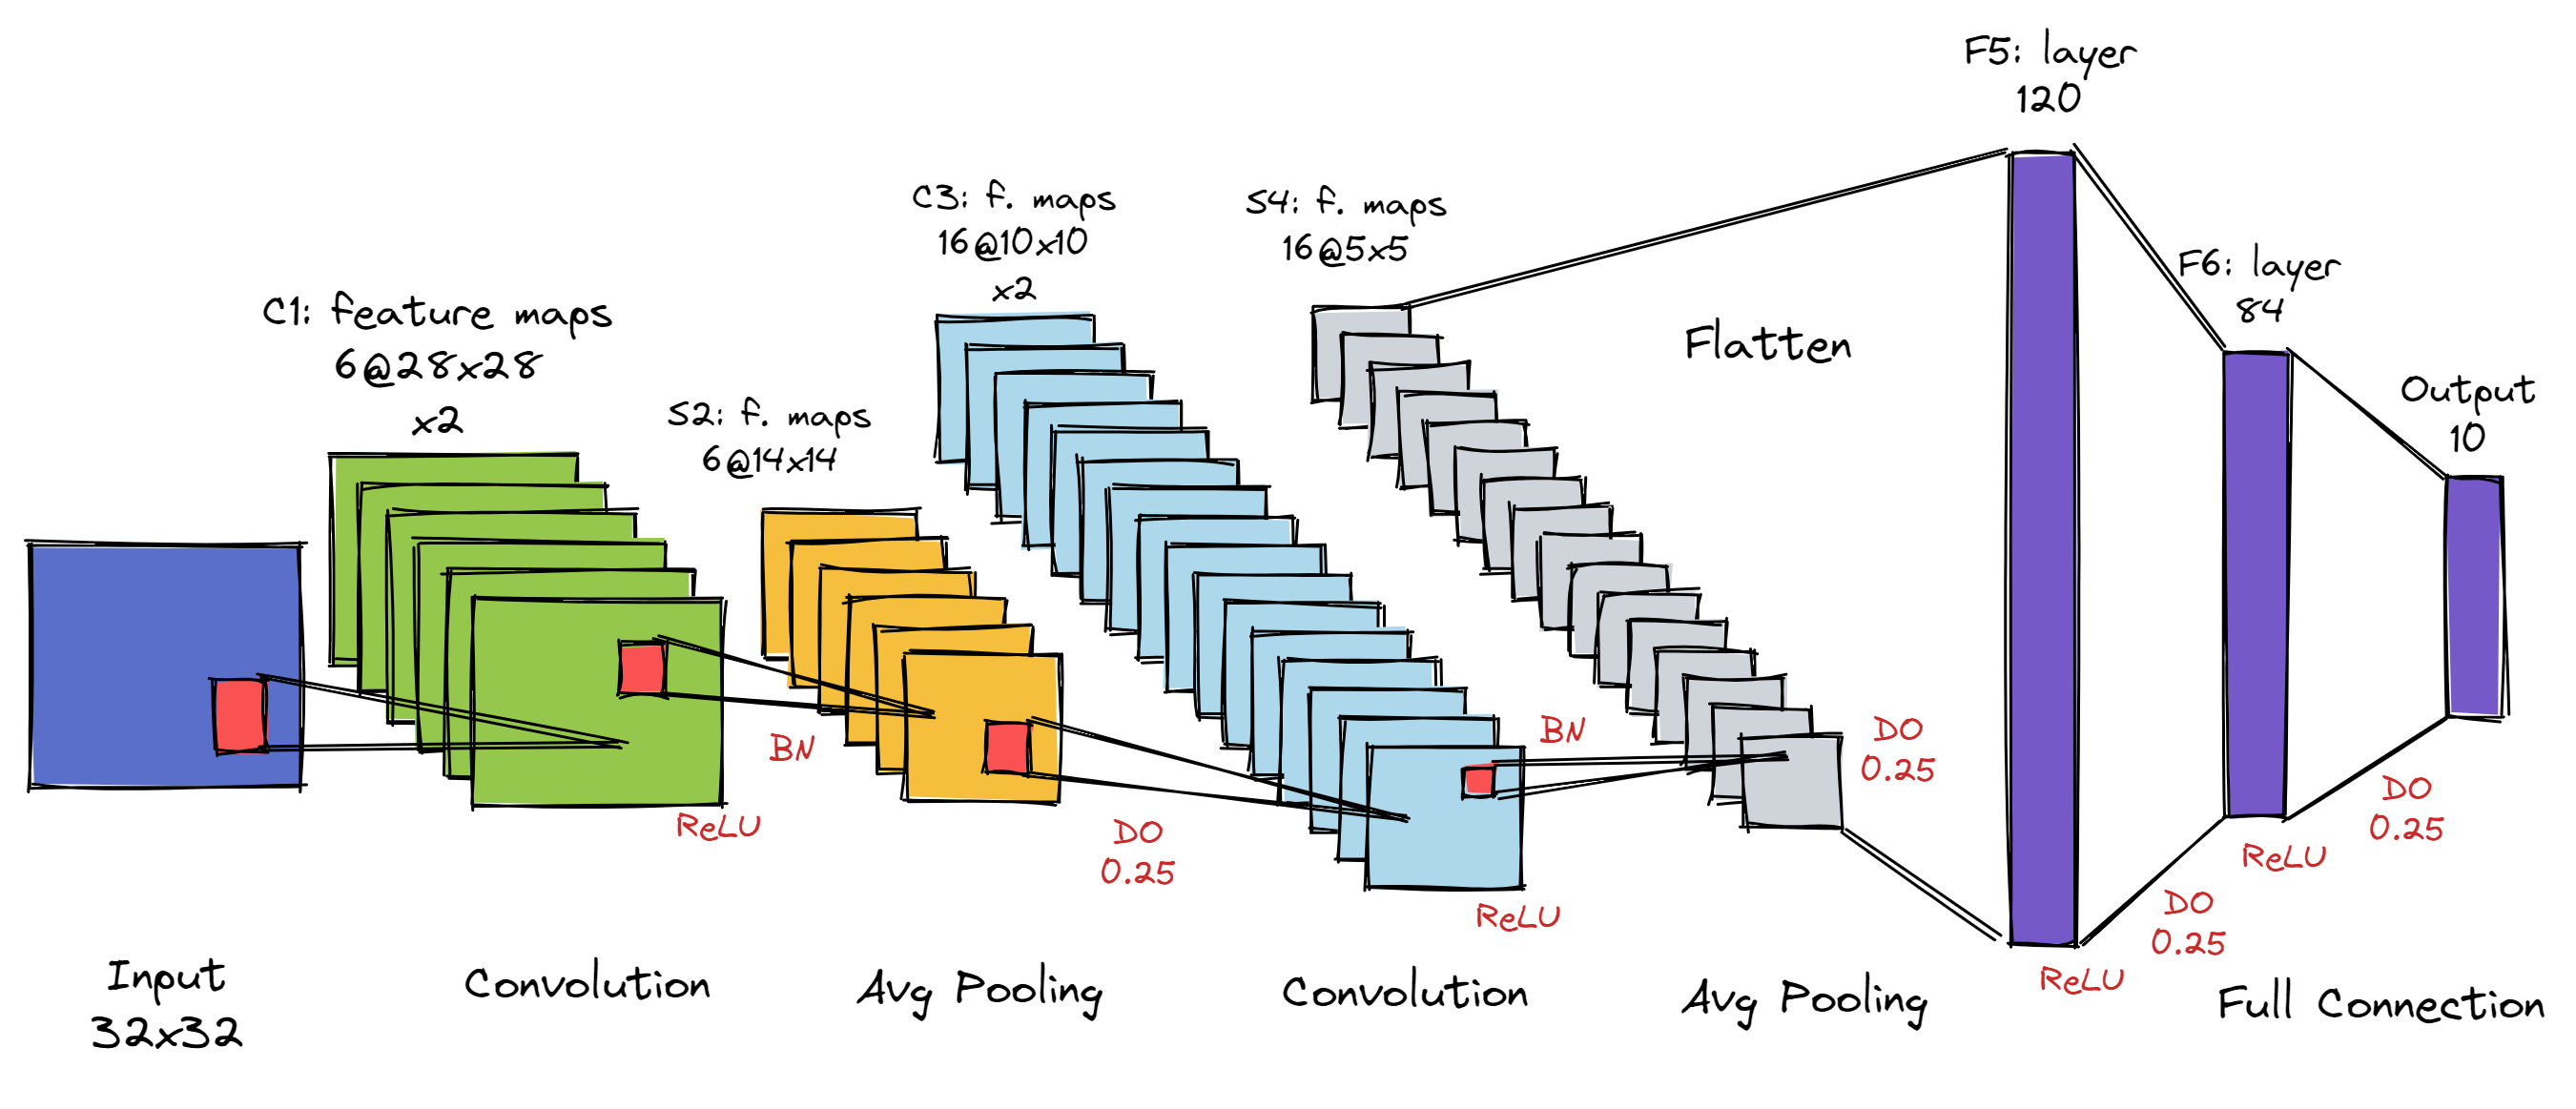 F5: layer
120
C3: f. maps
16@10x10
x2
S4: f. maps
16@5x5
F6: layer
84
C1: feature maps
6@28x28
x2
Flatten
S2: f. maps
6@14x14
Output
10
BN
BN
DO
0.25
ReLU
DO
0.25
DO
0.25
ReLU
ReLU
DO
0.25
ReLU
Input
32x32
Convolution
Avg Pooling
Convolution
Avg Pooling
Full Connection